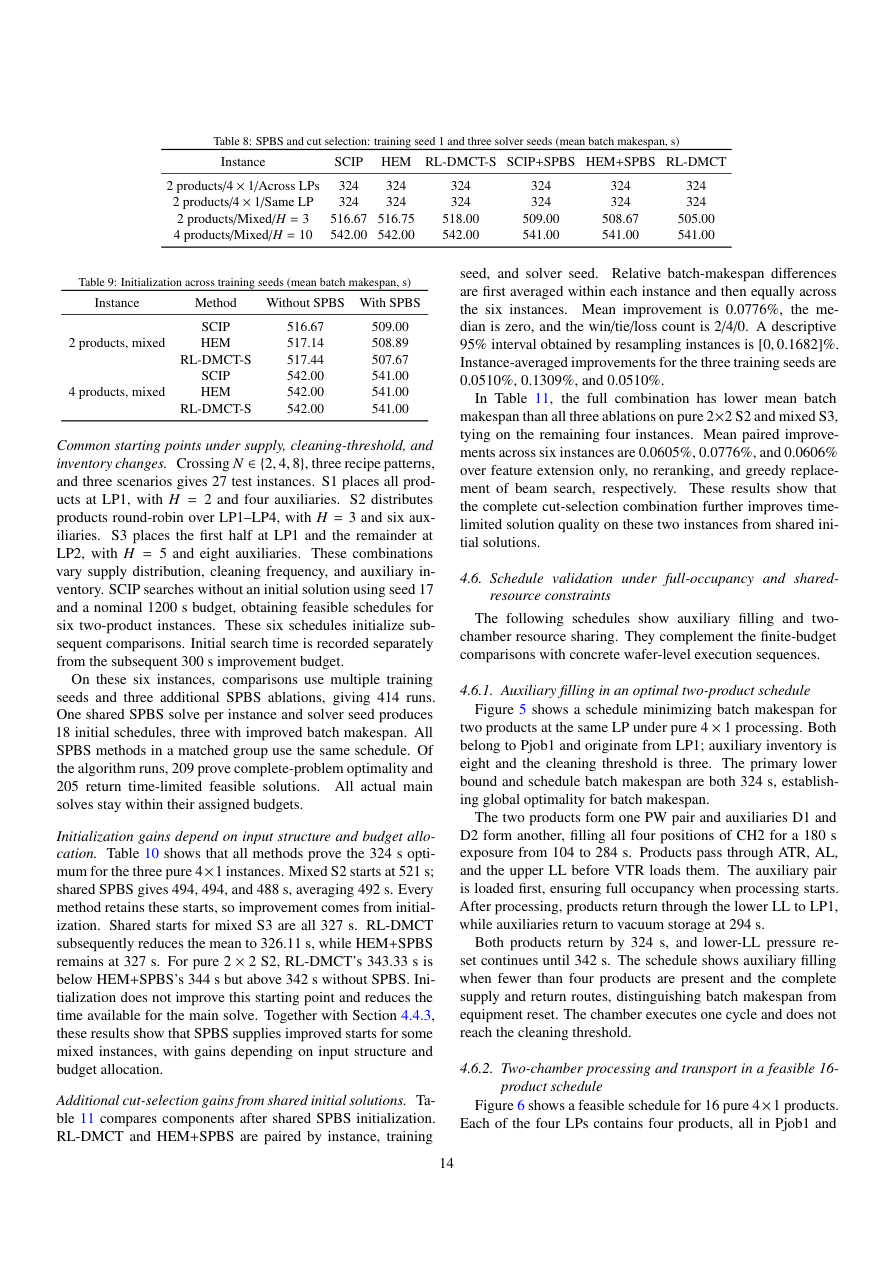 Table 8: SPBS and cut selection: training seed 1 and three solver seeds (mean batch makespan, s)
Instance SCIP HEM RL-DMCT-S SCIP+SPBS HEM+SPBS RL-DMCT
2 products/4 × 1/Across LPs 324 324 324 324 324 324
2 products/4 × 1/Same LP 324 324 324 324 324 324
2 products/Mixed/H = 3 516.67 516.75 518.00 509.00 508.67 505.00
4 products/Mixed/H = 10 542.00 542.00 542.00 541.00 541.00 541.00
Table 9: Initialization across training seeds (mean batch makespan, s)
Instance Method Without SPBS With SPBS
SCIP 516.67 509.00
2 products, mixed HEM 517.14 508.89
RL-DMCT-S 517.44 507.67
SCIP 542.00 541.00
4 products, mixed HEM 542.00 541.00
RL-DMCT-S 542.00 541.00
Common starting points under supply, cleaning-threshold, and
inventory changes. Crossing N ∈ {2, 4, 8}, three recipe patterns,
and three scenarios gives 27 test instances. S1 places all prod-
ucts at LP1, with H = 2 and four auxiliaries. S2 distributes
products round-robin over LP1–LP4, with H = 3 and six aux-
iliaries. S3 places the first half at LP1 and the remainder at
LP2, with H = 5 and eight auxiliaries. These combinations
vary supply distribution, cleaning frequency, and auxiliary in-
ventory. SCIP searches without an initial solution using seed 17
and a nominal 1200 s budget, obtaining feasible schedules for
six two-product instances. These six schedules initialize sub-
sequent comparisons. Initial search time is recorded separately
from the subsequent 300 s improvement budget.
On these six instances, comparisons use multiple training
seeds and three additional SPBS ablations, giving 414 runs.
One shared SPBS solve per instance and solver seed produces
18 initial schedules, three with improved batch makespan. All
SPBS methods in a matched group use the same schedule. Of
the algorithm runs, 209 prove complete-problem optimality and
205 return time-limited feasible solutions. All actual main
solves stay within their assigned budgets.
Initialization gains depend on input structure and budget allo-
cation. Table 10 shows that all methods prove the 324 s opti-
mum for the three pure 4×1 instances. Mixed S2 starts at 521 s;
shared SPBS gives 494, 494, and 488 s, averaging 492 s. Every
method retains these starts, so improvement comes from initial-
ization. Shared starts for mixed S3 are all 327 s. RL-DMCT
subsequently reduces the mean to 326.11 s, while HEM+SPBS
remains at 327 s. For pure 2 × 2 S2, RL-DMCT's 343.33 s is
below HEM+SPBS's 344 s but above 342 s without SPBS. Ini-
tialization does not improve this starting point and reduces the
time available for the main solve. Together with Section 4.4.3,
these results show that SPBS supplies improved starts for some
mixed instances, with gains depending on input structure and
budget allocation.
Additional cut-selection gains from shared initial solutions. Ta-
ble 11 compares components after shared SPBS initialization.
RL-DMCT and HEM+SPBS are paired by instance, training
seed, and solver seed. Relative batch-makespan differences
are first averaged within each instance and then equally across
the six instances. Mean improvement is 0.0776%, the me-
dian is zero, and the win/tie/loss count is 2/4/0. A descriptive
95% interval obtained by resampling instances is [0, 0.1682]%.
Instance-averaged improvements for the three training seeds are
0.0510%, 0.1309%, and 0.0510%.
In Table 11, the full combination has lower mean batch
makespan than all three ablations on pure 2×2 S2 and mixed S3,
tying on the remaining four instances. Mean paired improve-
ments across six instances are 0.0605%, 0.0776%, and 0.0606%
over feature extension only, no reranking, and greedy replace-
ment of beam search, respectively. These results show that
the complete cut-selection combination further improves time-
limited solution quality on these two instances from shared ini-
tial solutions.
4.6. Schedule validation under full-occupancy and shared-
resource constraints
The following schedules show auxiliary filling and two-
chamber resource sharing. They complement the finite-budget
comparisons with concrete wafer-level execution sequences.
4.6.1. Auxiliary filling in an optimal two-product schedule
Figure 5 shows a schedule minimizing batch makespan for
two products at the same LP under pure 4 × 1 processing. Both
belong to Pjob1 and originate from LP1; auxiliary inventory is
eight and the cleaning threshold is three. The primary lower
bound and schedule batch makespan are both 324 s, establish-
ing global optimality for batch makespan.
The two products form one PW pair and auxiliaries D1 and
D2 form another, filling all four positions of CH2 for a 180 s
exposure from 104 to 284 s. Products pass through ATR, AL,
and the upper LL before VTR loads them. The auxiliary pair
is loaded first, ensuring full occupancy when processing starts.
After processing, products return through the lower LL to LP1,
while auxiliaries return to vacuum storage at 294 s.
Both products return by 324 s, and lower-LL pressure re-
set continues until 342 s. The schedule shows auxiliary filling
when fewer than four products are present and the complete
supply and return routes, distinguishing batch makespan from
equipment reset. The chamber executes one cycle and does not
reach the cleaning threshold.
4.6.2. Two-chamber processing and transport in a feasible 16-
product schedule
Figure 6 shows a feasible schedule for 16 pure 4×1 products.
Each of the four LPs contains four products, all in Pjob1 and
14